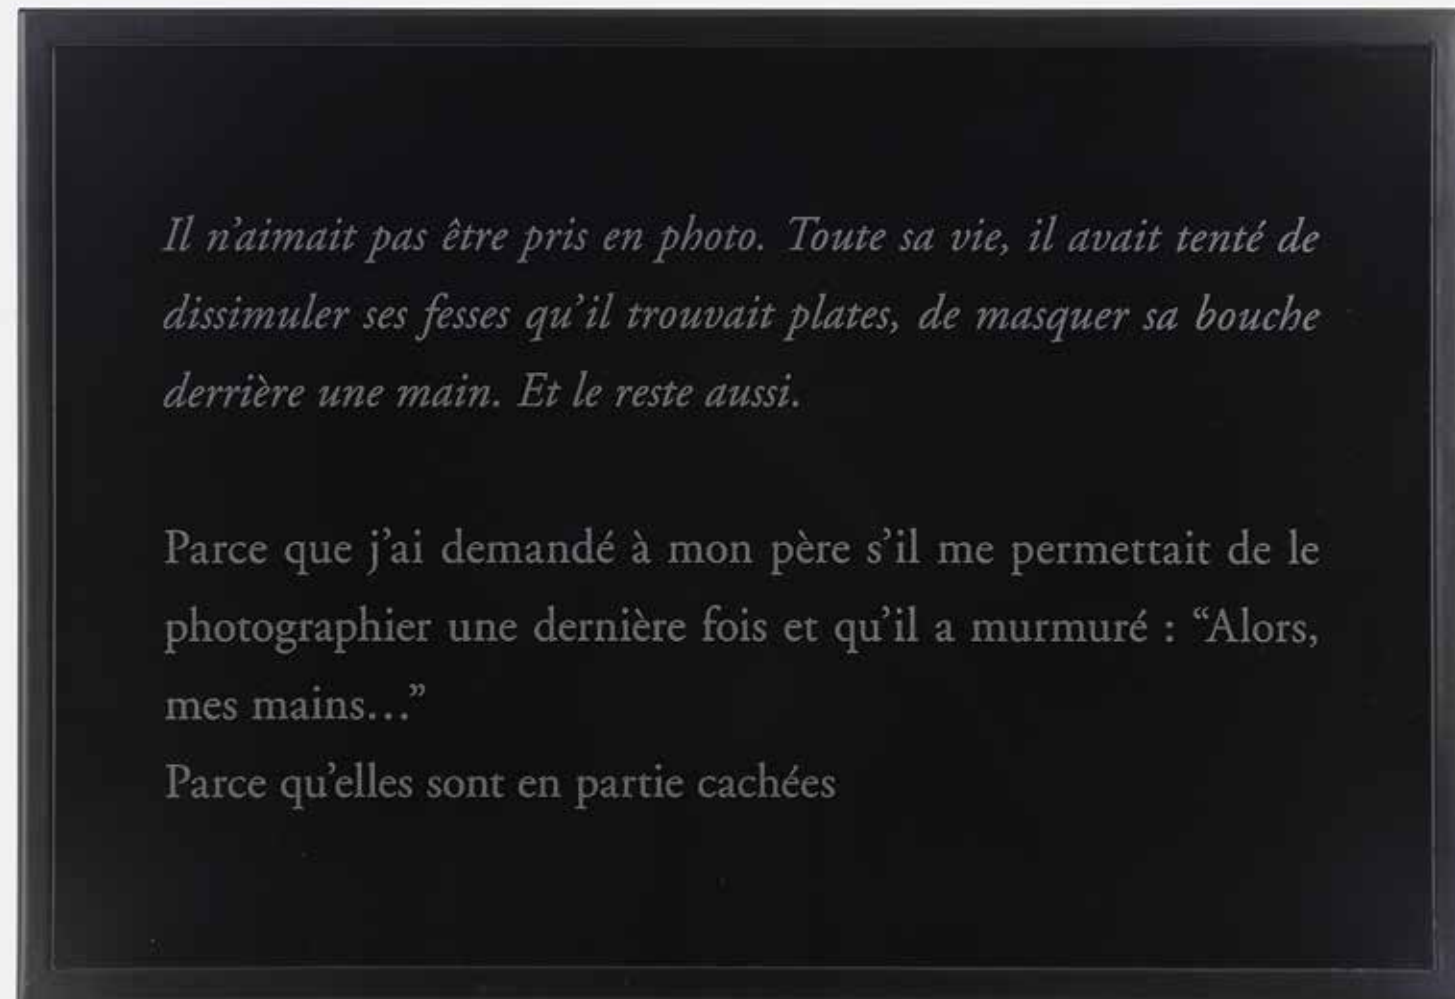 Il n’aimait pas être pris en photo. Toute sa vie, il avait tenté de
dissimuler ses fesses qu’il trouvait plates, de masquer sa bouche
derrière une main. Et le reste aussi.
Parce que j’ai demandé à mon père s’il me permettait de le
photographier une dernière fois et qu’il a murmuré : “Alors,
mes mains…”
Parce qu’elles sont en partie cachées